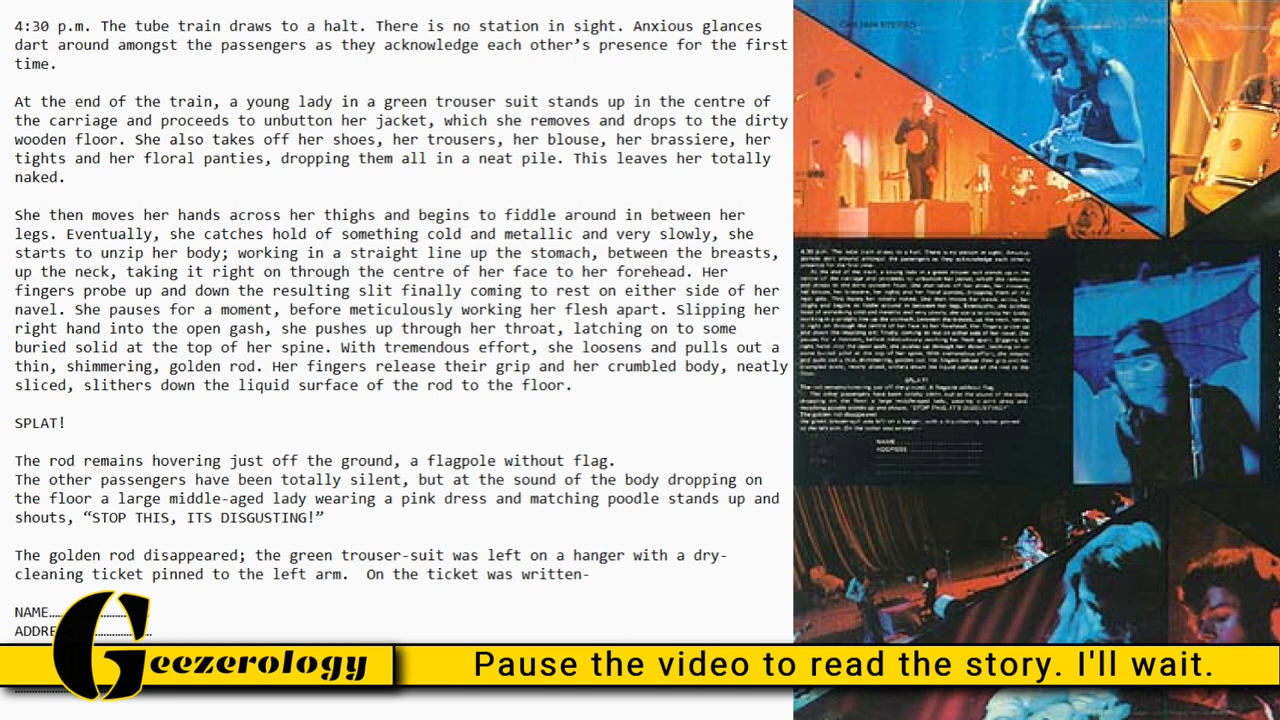 4:30 p.m. The tube train draws to a halt. There is no station in sight. Anxious glances
dart around amongst the passengers as they acknowledge each other’s presence for the first
time.
At the end of the train, a young lady in a green trouser suit stands up in the centre of
the carriage and proceeds to unbutton her jacket, which she removes and drops to the dirty
wooden floor. She also takes off her shoes, her trousers, her blouse, her brassiere, her
tights and her floral panties, dropping them all in a neat pile. This leaves her totally
naked.
She then moves her hands across her thighs and begins to fiddle around in between her
legs. Eventually, she catches hold of something cold and metallic and very slowly, she
starts to unzip her body; working in a straight line up the stomach, between the breasts,
up the neck, taking it right on through the centre of her face to her forehead. Her
fingers probe up and down the resulting slit finally coming to rest on either side of her
navel. She pauses for a moment, before meticulously working her flesh apart. Slipping her
right hand into the open gash, she pushes up through her throat, latching on to some
buried solid at the top of her spine. With tremendous effort, she loosens and pulls out a
thin, shimmering, golden rod. Her fingers release their grip and her crumbled body, neatly
sliced, slithers down the liquid surface of the rod to the floor.
SPLAT!
The rod remains hovering just off the ground, a flagpole without flag.
The other passengers have been totally silent, but at the sound of the body dropping on
the floor a large middle-aged lady wearing a pink dress and matching poodle stands up and
shouts, “STOP THIS, ITS DISGUSTING!”
The golden rod disappeared; the green trouser-suit was left on a hanger with a dry-
cleaning ticket pinned to the left arm. On the ticket was written-
NAME
ADDRE
Geezerology
Pause the video to read the story. I'll wait.
SPLAT!
NAME
ADDRESS